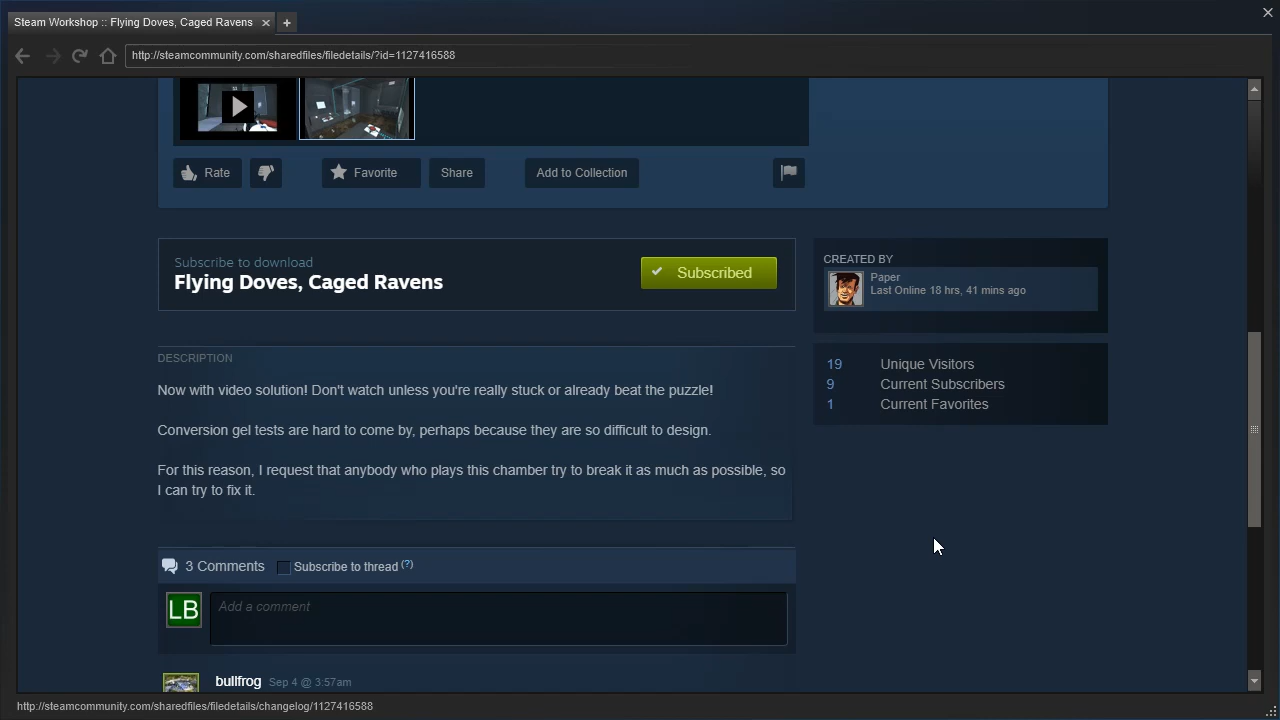 Steam Workshop :: Flying Doves, Caged Ravens
http://steamcommunity.com/sharedfiles/filedetails/?id=1127416588
Rate
Favorite
Share
Add to Collection
Subscribe to download
Flying Doves, Caged Ravens
Subscribed
CREATED BY
Paper
Last Online 18 hrs, 41 mins ago
19 Unique Visitors
9 Current Subscribers
1 Current Favorites
DESCRIPTION
Now with video solution! Don't watch unless you're really stuck or already beat the puzzle!
Conversion gel tests are hard to come by, perhaps because they are so difficult to design.
For this reason, I request that anybody who plays this chamber try to break it as much as possible, so
I can try to fix it.
3 Comments
Subscribe to thread (?)
LB
Add a comment
bullfrog Sep 4 @ 3:57am
http://steamcommunity.com/sharedfiles/filedetails/changelog/1127416588